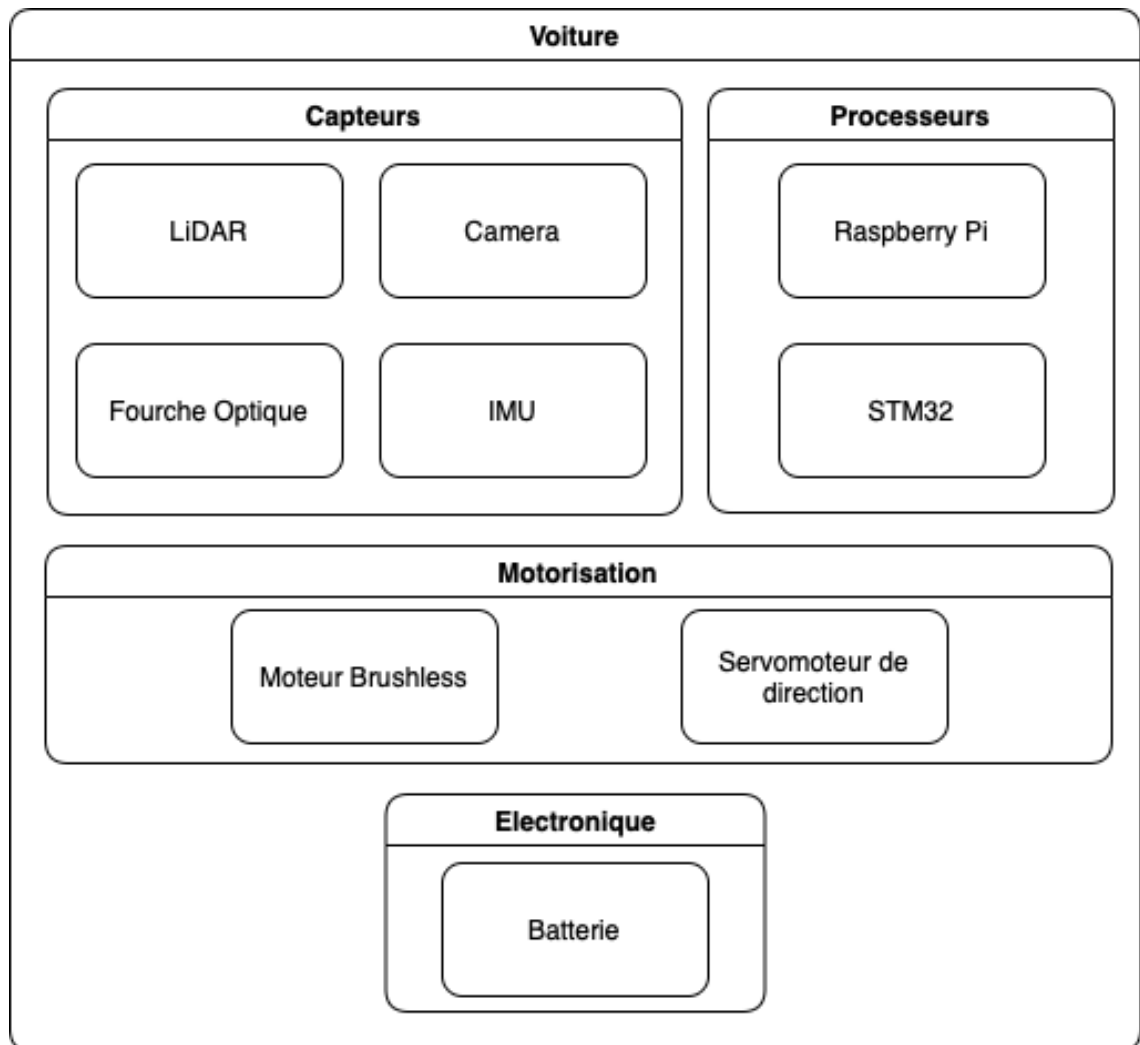 Voiture
Capteurs
LiDAR
Camera
Fourche Optique
IMU
Processeurs
Raspberry Pi
STM32
Motorisation
Moteur Brushless
Servomoteur de
direction
Electronique
Batterie